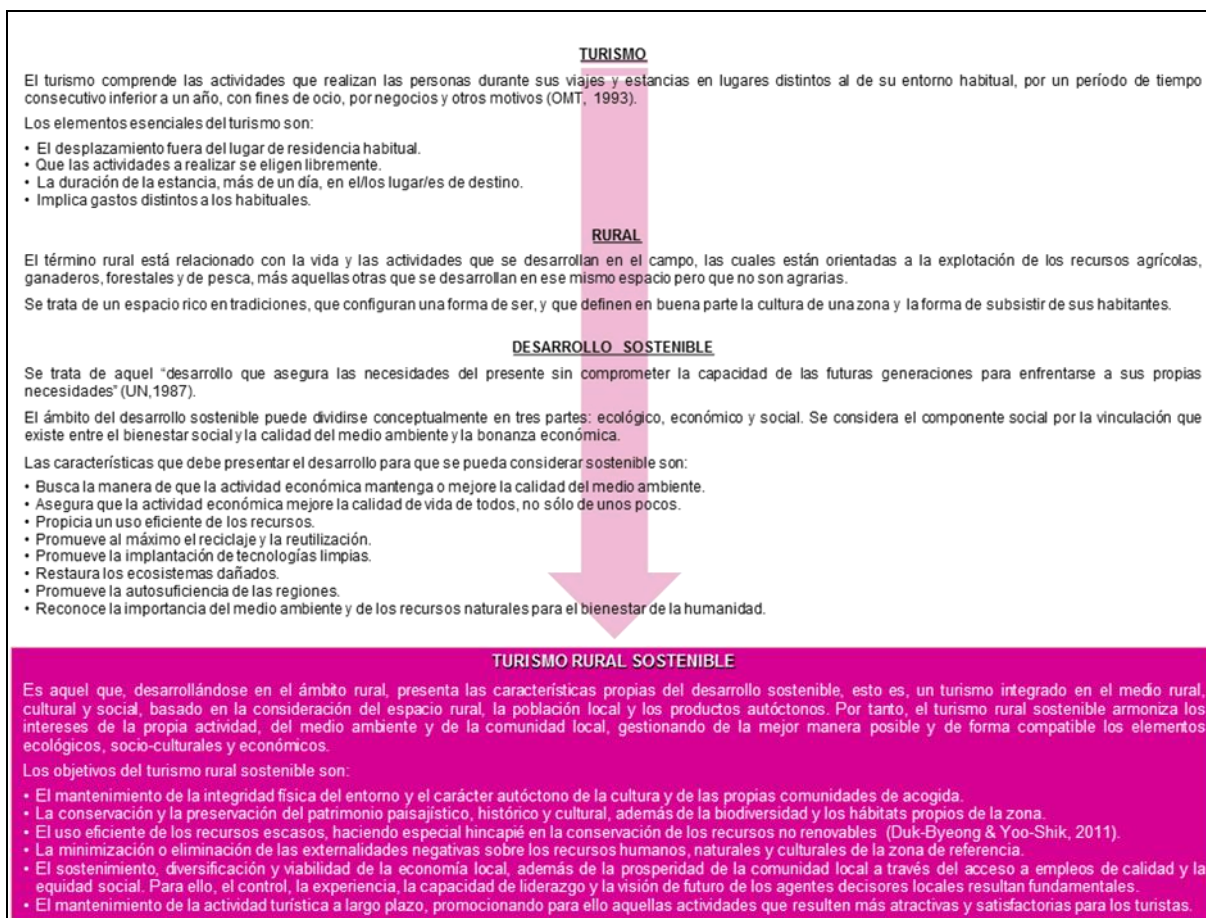 TURISMO
El turismo comprende las actividades que realizan las personas durante sus viajes y estancias en lugares distintos al de su entorno habitual, por un período de tiempo
consecutivo inferior a un año, con fines de ocio, por negocios y otros motivos (OMT, 1993).
Los elementos esenciales del turismo son:
• El desplazamiento fuera del lugar de residencia habitual.
• Que las actividades a realizar se eligen libremente.
• La duración de la estancia, más de un día, en el/los lugar/es de destino.
• Implica gastos distintos a los habituales.
RURAL
El término rural está relacionado con la vida y las actividades que se desarrollan en el campo, las cuales están orientadas a la explotación de los recursos agrícolas,
ganaderos, forestales y de pesca, más aquellas otras que se desarrollan en ese mismo espacio pero que no son agrarias.
Se trata de un espacio rico en tradiciones, que configuran una forma de ser, y que definen en buena parte la cultura de una zona y la forma de subsistir de sus habitantes.
DESARROLLO SOSTENIBLE
Se trata de aquel “desarrollo que asegura las necesidades del presente sin comprometer la capacidad de las futuras generaciones para enfrentarse a sus propias
necesidades” (UN,1987).
El ámbito del desarrollo sostenible puede dividirse conceptualmente en tres partes: ecológico, económico y social. Se considera el componente social por la vinculación que
existe entre el bienestar social y la calidad del medio ambiente y la bonanza económica.
Las características que debe presentar el desarrollo para que se pueda considerar sostenible son:
• Busca la manera de que la actividad económica mantenga o mejore la calidad del medio ambiente.
• Asegura que la actividad económica mejore la calidad de vida de todos, no sólo de unos pocos.
• Propicia un uso eficiente de los recursos.
• Promueve al máximo el reciclaje y la reutilización.
• Promueve la implantación de tecnologías limpias.
• Restaura los ecosistemas dañados.
• Promueve la autosuficiencia de las regiones.
• Reconoce la importancia del medio ambiente y de los recursos naturales para el bienestar de la humanidad.
TURISMO RURAL SOSTENIBLE
Es aquel que, desarrollándose en el ámbito rural, presenta las características propias del desarrollo sostenible, esto es, un turismo integrado en el medio rural,
cultural y social, basado en la consideración del espacio rural, la población local y los productos autóctonos. Por tanto, el turismo rural sostenible armoniza los
intereses de la propia actividad, del medio ambiente y de la comunidad local, gestionando de la mejor manera posible y de forma compatible los elementos
ecológicos, socio-culturales y económicos.
Los objetivos del turismo rural sostenible son:
• El mantenimiento de la integridad física del entorno y el carácter autóctono de la cultura y de las propias comunidades de acogida.
• La conservación y la preservación del patrimonio paisajístico, histórico y cultural, además de la biodiversidad y los hábitats propios de la zona.
• El uso eficiente de los recursos escasos, haciendo especial hincapié en la conservación de los recursos no renovables (Duk-Byeong & Yoo-Shik, 2011).
• La minimización o eliminación de las externalidades negativas sobre los recursos humanos, naturales y culturales de la zona de referencia.
• El sostenimiento, diversificación y viabilidad de la economía local, además de la prosperidad de la comunidad local a través del acceso a empleos de calidad y la
equidad social. Para ello, el control, la experiencia, la capacidad de liderazgo y la visión de futuro de los agentes decisores locales resultan fundamentales.
• El mantenimiento de la actividad turística a largo plazo, promocionando para ello aquellas actividades que resulten más atractivas y satisfactorias para los turistas.